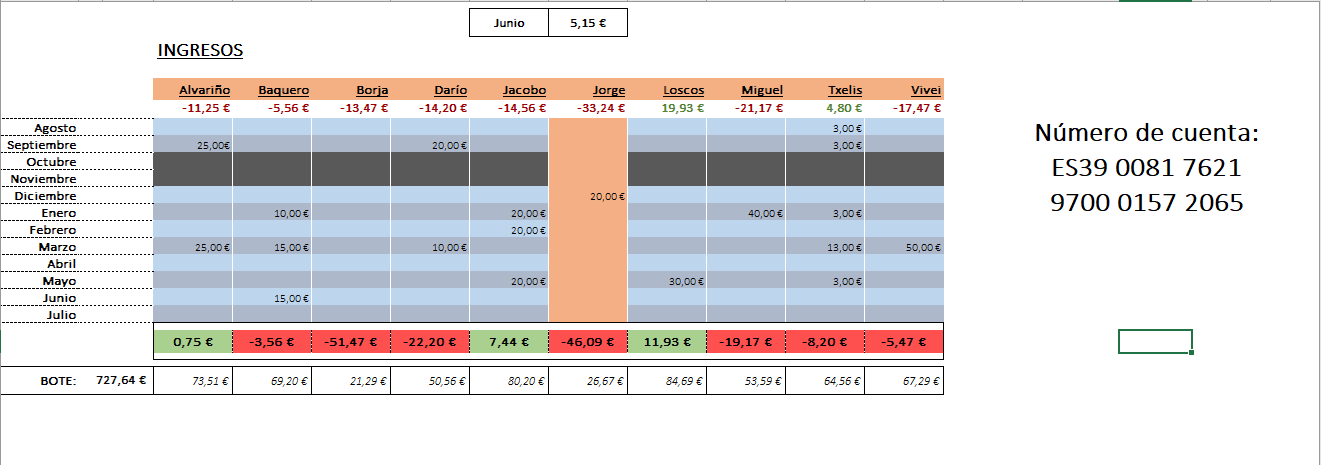 Junio 5,15 €
INGRESOS
Alvariño Baquero Borja Darío Jacobo Jorge Loscos Miguel Txelis Vivei
-11,25 € -5,56 € -13,47 € -14,20 € -14,56 € -33,24 € 19,93 € -21,17 € 4,80 € -17,47 €
Agosto 3,00 €
Septiembre 25,00€ 20,00 € 3,00 €
Octubre
Noviembre
Diciembre 20,00 €
Enero 10,00 € 20,00 € 40,00 € 3,00 €
Febrero 20,00 €
Marzo 25,00 € 15,00 € 10,00 € 13,00 € 50,00 €
Abril
Mayo 20,00 € 30,00 € 3,00 €
Junio 15,00 €
Julio
0,75 € -3,56 € -51,47 € -22,20 € 7,44 € -46,09 € 11,93 € -19,17 € -8,20 € -5,47 €
BOTE: 727,64 € 73,51 € 69,20 € 21,29 € 50,56 € 80,20 € 26,67 € 84,69 € 53,59 € 64,56 € 67,29 €
Número de cuenta:
ES39 0081 7621
9700 0157 2065